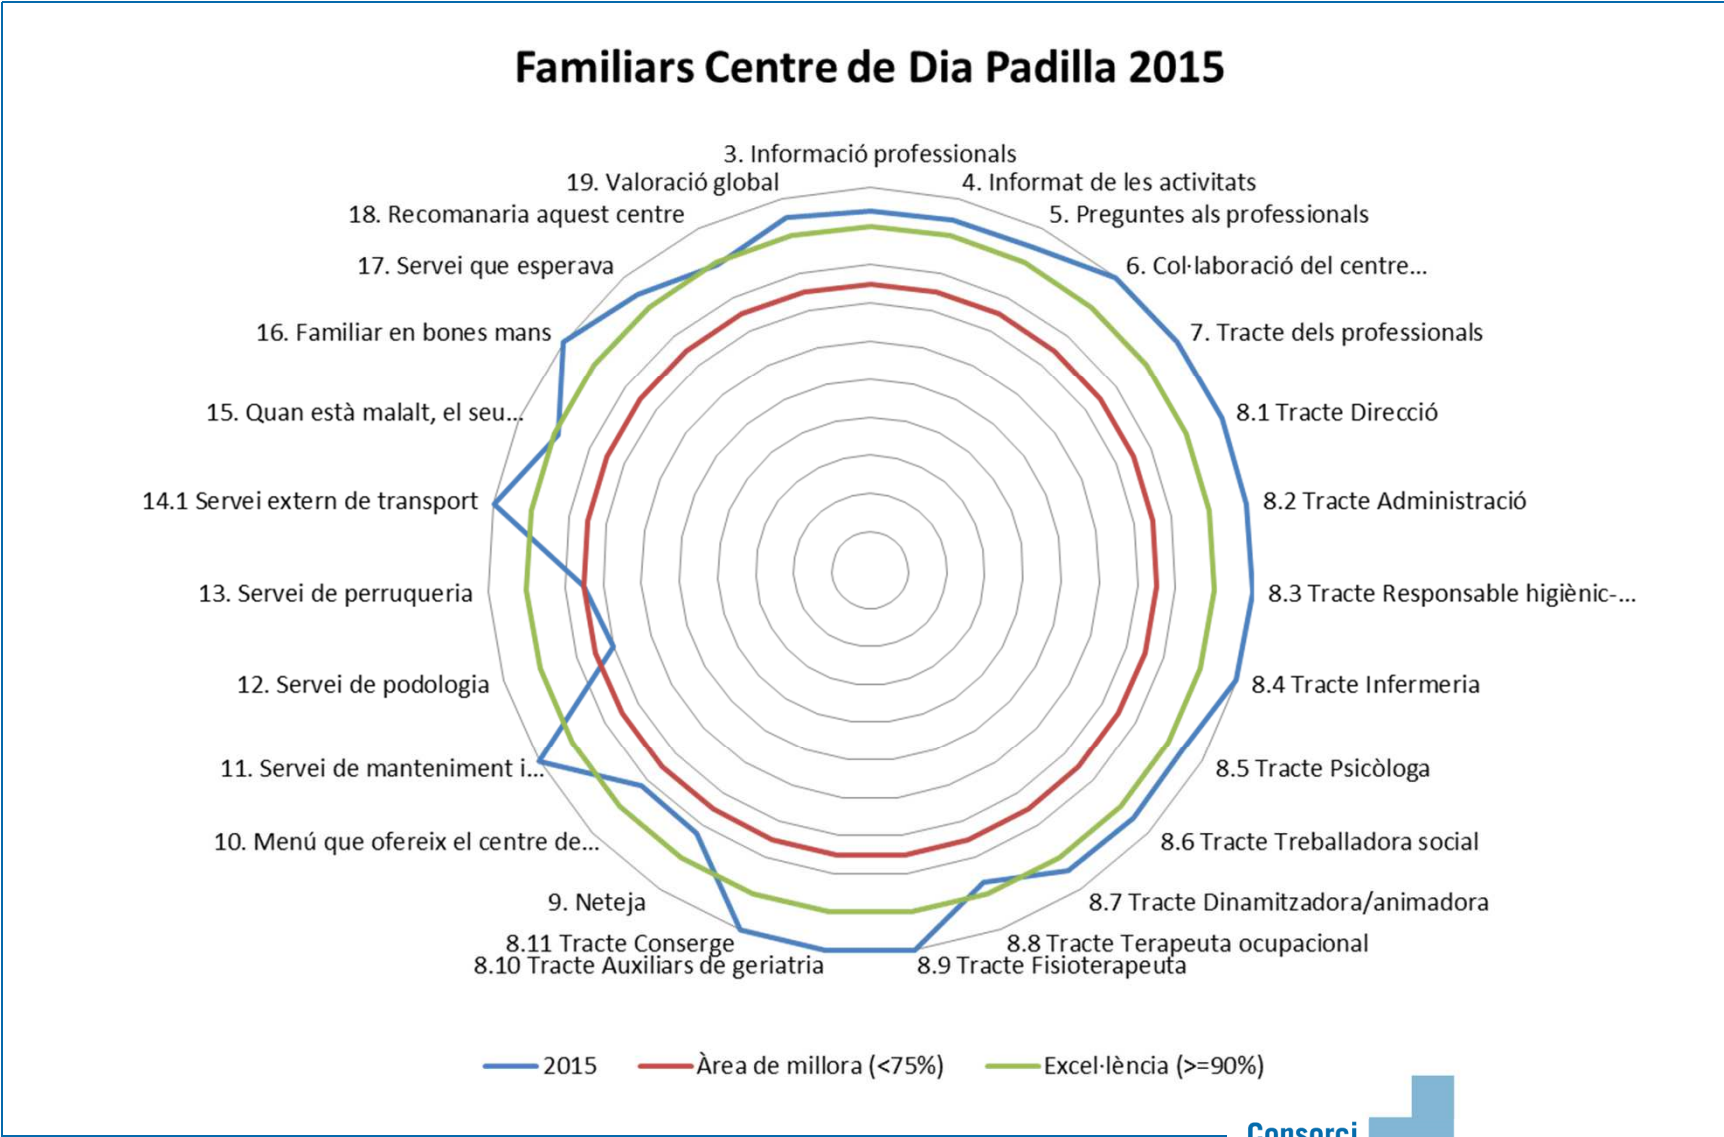 Familiars Centre de Dia Padilla 2015
3. Informació professionals
4. Informat de les activitats
5. Preguntes als professionals
6. Col·laboració del centre...
7. Tracte dels professionals
8.1 Tracte Direcció
8.2 Tracte Administració
8.3 Tracte Responsable higiènic-...
8.4 Tracte Infermeria
8.5 Tracte Psicòloga
8.6 Tracte Treballadora social
8.7 Tracte Dinamitzadora/animadora
8.8 Tracte Terapeuta ocupacional
8.9 Tracte Fisioterapeuta
8.10 Tracte Auxiliars de geriatria
8.11 Tracte Conserge
9. Neteja
10. Menú que ofereix el centre de...
11. Servei de manteniment i...
12. Servei de podologia
13. Servei de perruqueria
14.1 Servei extern de transport
15. Quan està malalt, el seu...
16. Familiar en bones mans
17. Servei que esperava
18. Recomanaria aquest centre
19. Valoració global
2015
Àrea de millora (<75%)
Excel·lència (>=90%)
Consorci